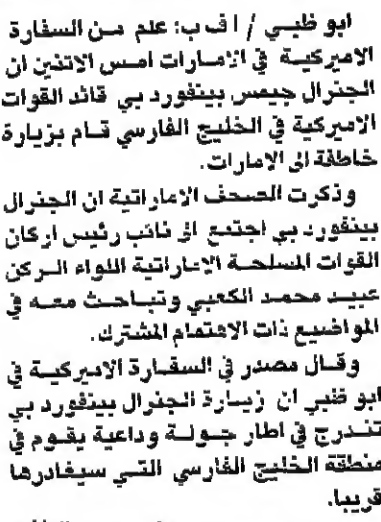 ابو ظبي / ا ف ب: علم من السفارة
الاميركية في الامارات امس الاثنين ان
الجنرال جيمس بينفورد بي قائد القوات
الاميركية في الخليج الفارسي قام بزيارة
خاطفة الى الامارات.
وذكرت الصحف الاماراتية ان الجنرال
بينفورد بي اجتمع الى نائب رئيس اركان
القوات المسلحة الاماراتية اللواء الركن
عبيد محمد الكعبي وتباحث معه في
المواضيع ذات الاهتمام المشترك.
وقال مصدر في السفارة الاميركية في
ابو ظبي ان زيارة الجنرال بينفورد بي
تندرج في اطار جولة وداعية يقوم في
منطقة الخليج الفارسي التي سيغادرها
قريبا.